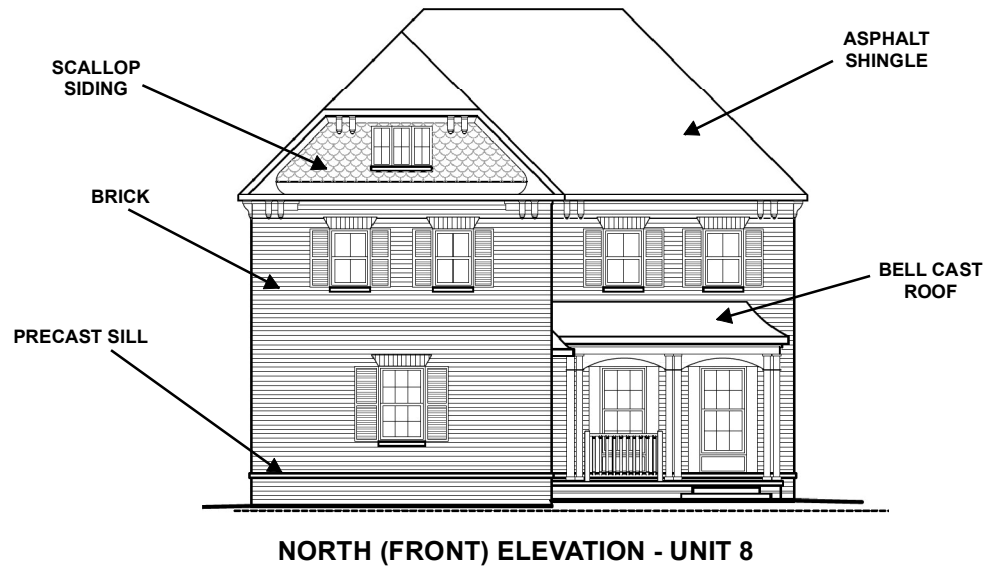 ASPHALT
SHINGLE
SCALLOP
SIDING
BRICK
BELL CAST
ROOF
PRECAST SILL
NORTH (FRONT) ELEVATION - UNIT 8